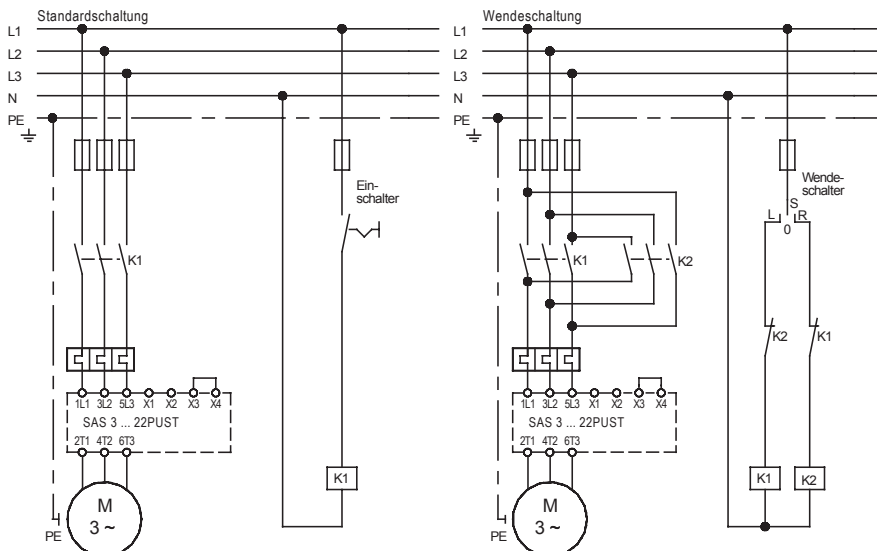 Standardschaltung
L1
L2
L3
N
PE
Ein-
schalter
K1
1L1 3L2 5L3 X1 X2 X3 X4
SAS 3 ... 22PUST
2T1 4T2 6T3
K1
M
3 ~
PE
Wendeschaltung
L1
L2
L3
N
PE
Wende-
schalter
S
L R
0
K1
K2
K2
K1
1L1 3L2 5L3 X1 X2 X3 X4
SAS 3 ... 22PUST
2T1 4T2 6T3
K1
K2
M
3 ~
PE